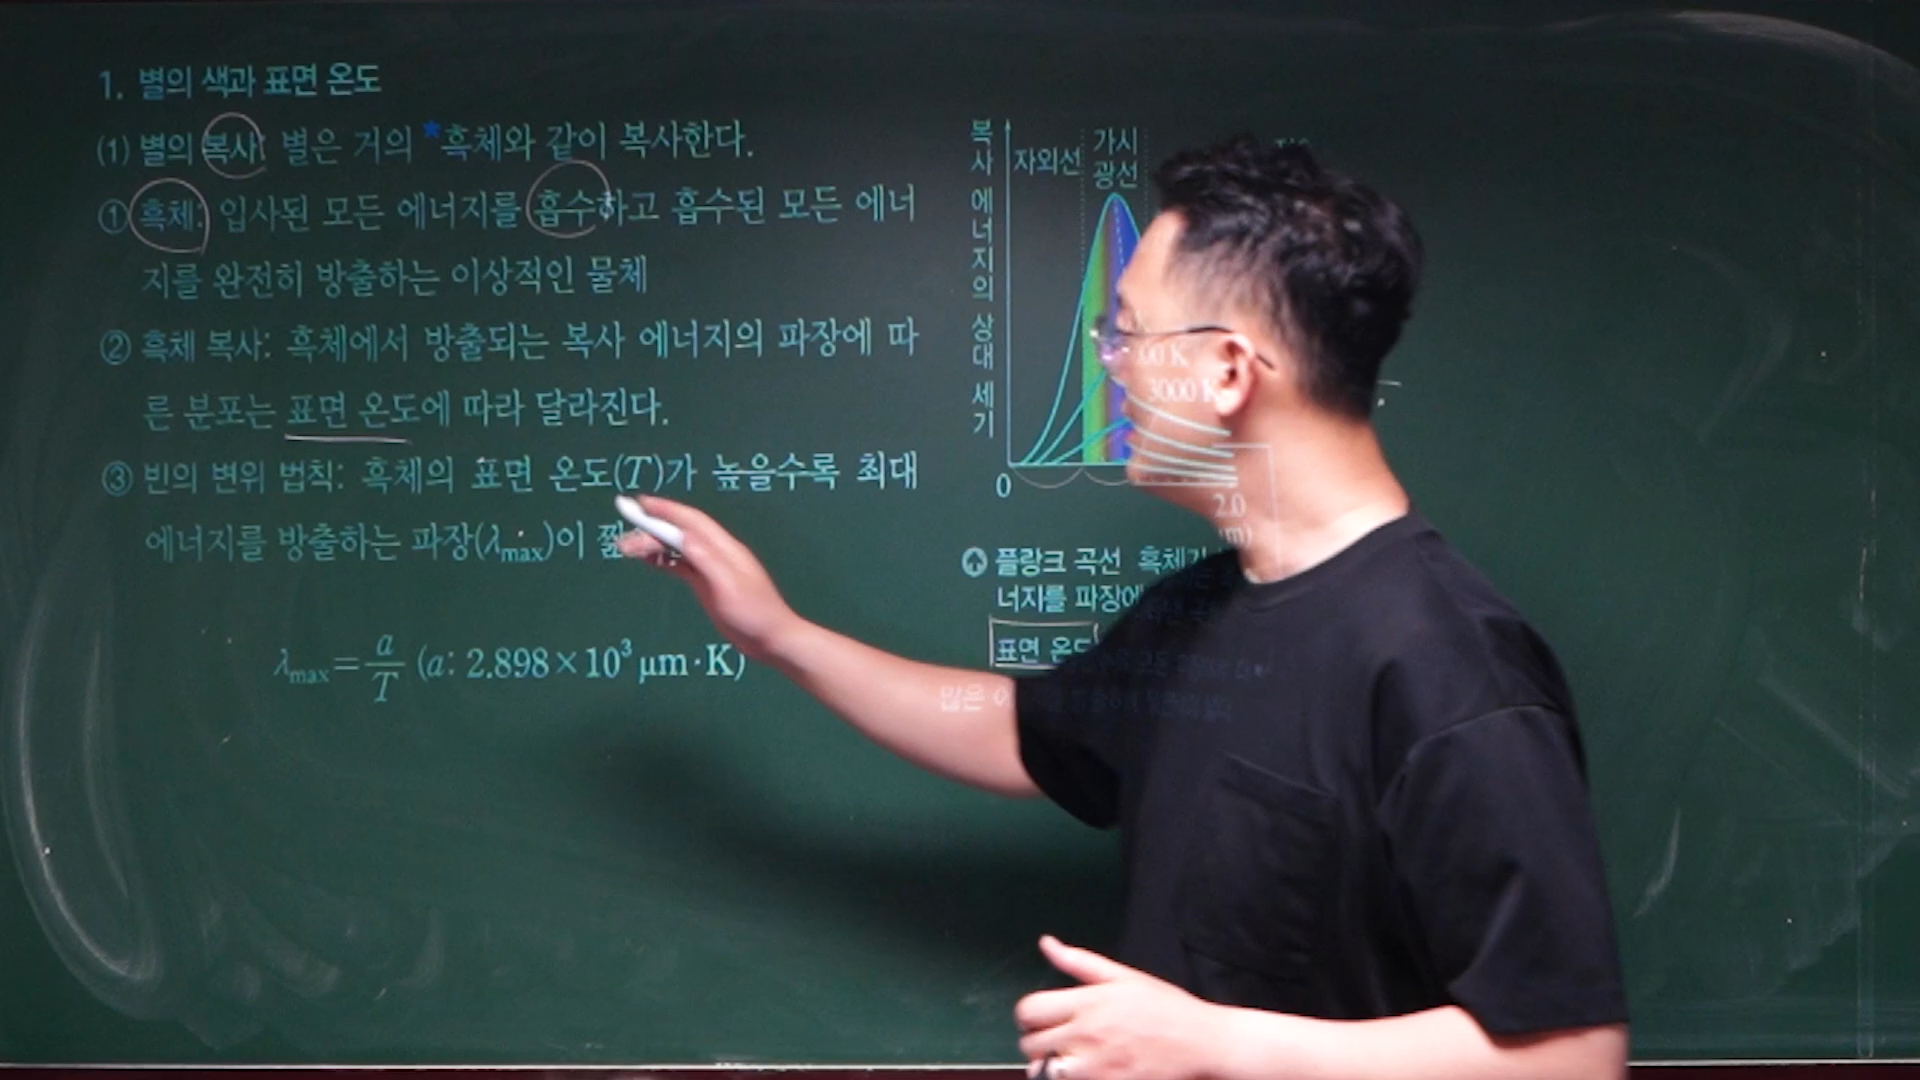 1. 별의 색과 표면 온도
(1) 별의 복사: 별은 거의 *흑체와 같이 복사한다.
① 흑체: 입사된 모든 에너지를 흡수하고 흡수된 모든 에너
지를 완전히 방출하는 이상적인 물체
② 흑체 복사: 흑체에서 방출되는 복사 에너지의 파장에 따
른 분포는 표면 온도에 따라 달라진다.
③ 빈의 변위 법칙: 흑체의 표면 온도(T)가 높을수록 최대
에너지를 방출하는 파장(λmax)이
λmax = a/T (a: 2.898×10³ μm·K)
복사 에너지의 상대 세기
자외선
가시
광선
00 K
3000 K
0
2.0
m)
플랑크 곡선 흑체가
너지를 파장에
표면 온도
많은